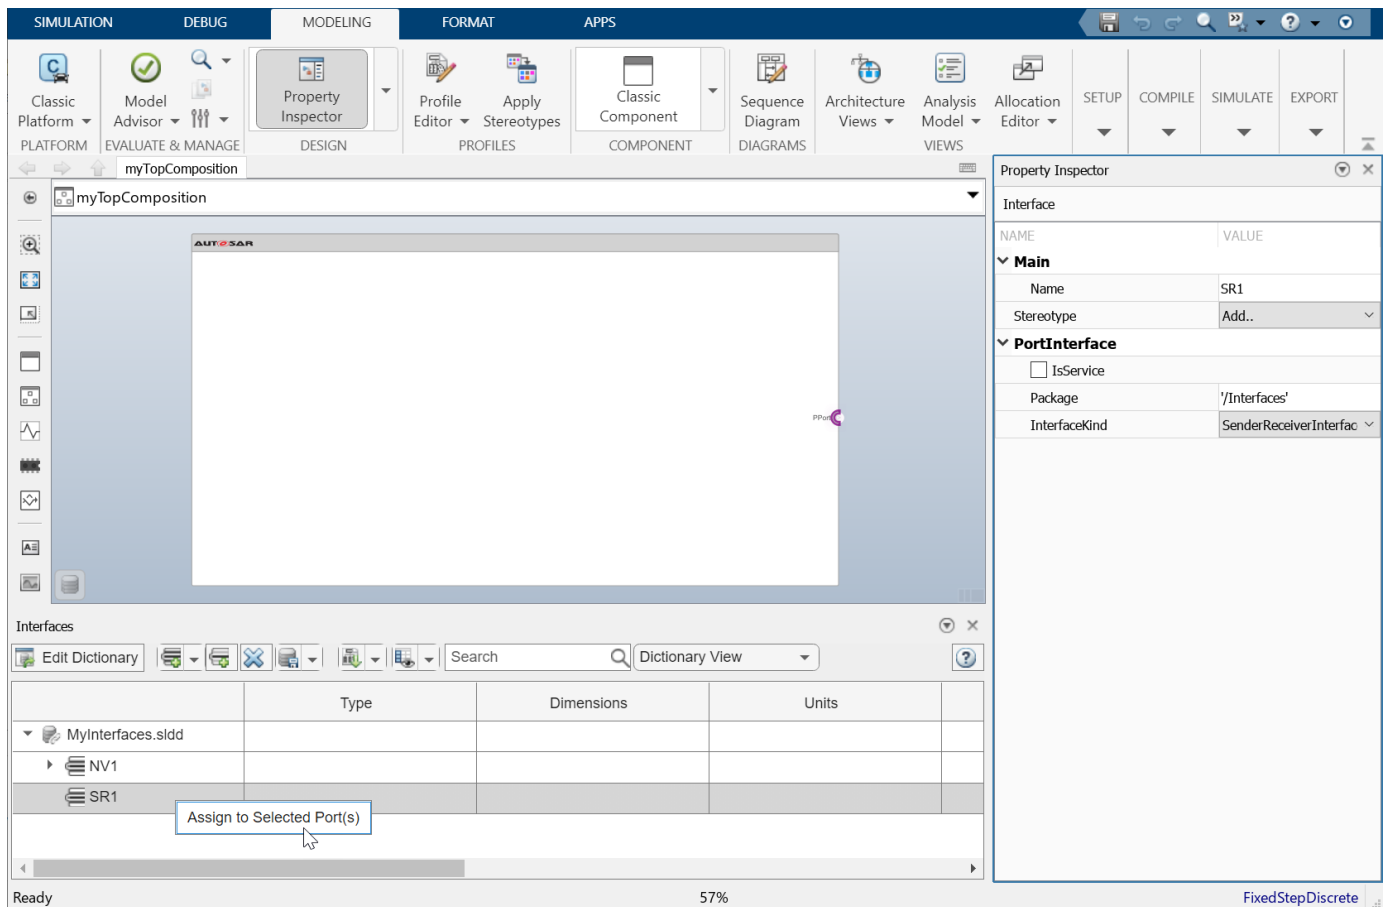 SIMULATION DEBUG MODELING FORMAT APPS
Classic Platform
Model Advisor
Property Inspector
Profile Editor
Apply Stereotypes
Classic Component
Sequence Diagram
Architecture Views
Analysis Model
Allocation Editor
SETUP COMPILE SIMULATE EXPORT
PLATFORM EVALUATE & MANAGE DESIGN PROFILES COMPONENT DIAGRAMS VIEWS
myTopComposition
myTopComposition
AUTOSAR
PPort
Interfaces
Edit Dictionary Search Dictionary View
Type Dimensions Units
MyInterfaces.sldd
NV1
SR1
Assign to Selected Port(s)
Property Inspector
Interface
NAME VALUE
Main
Name SR1
Stereotype Add..
PortInterface
IsService
Package '/Interfaces'
InterfaceKind SenderReceiverInterfac
Ready 57% FixedStepDiscrete